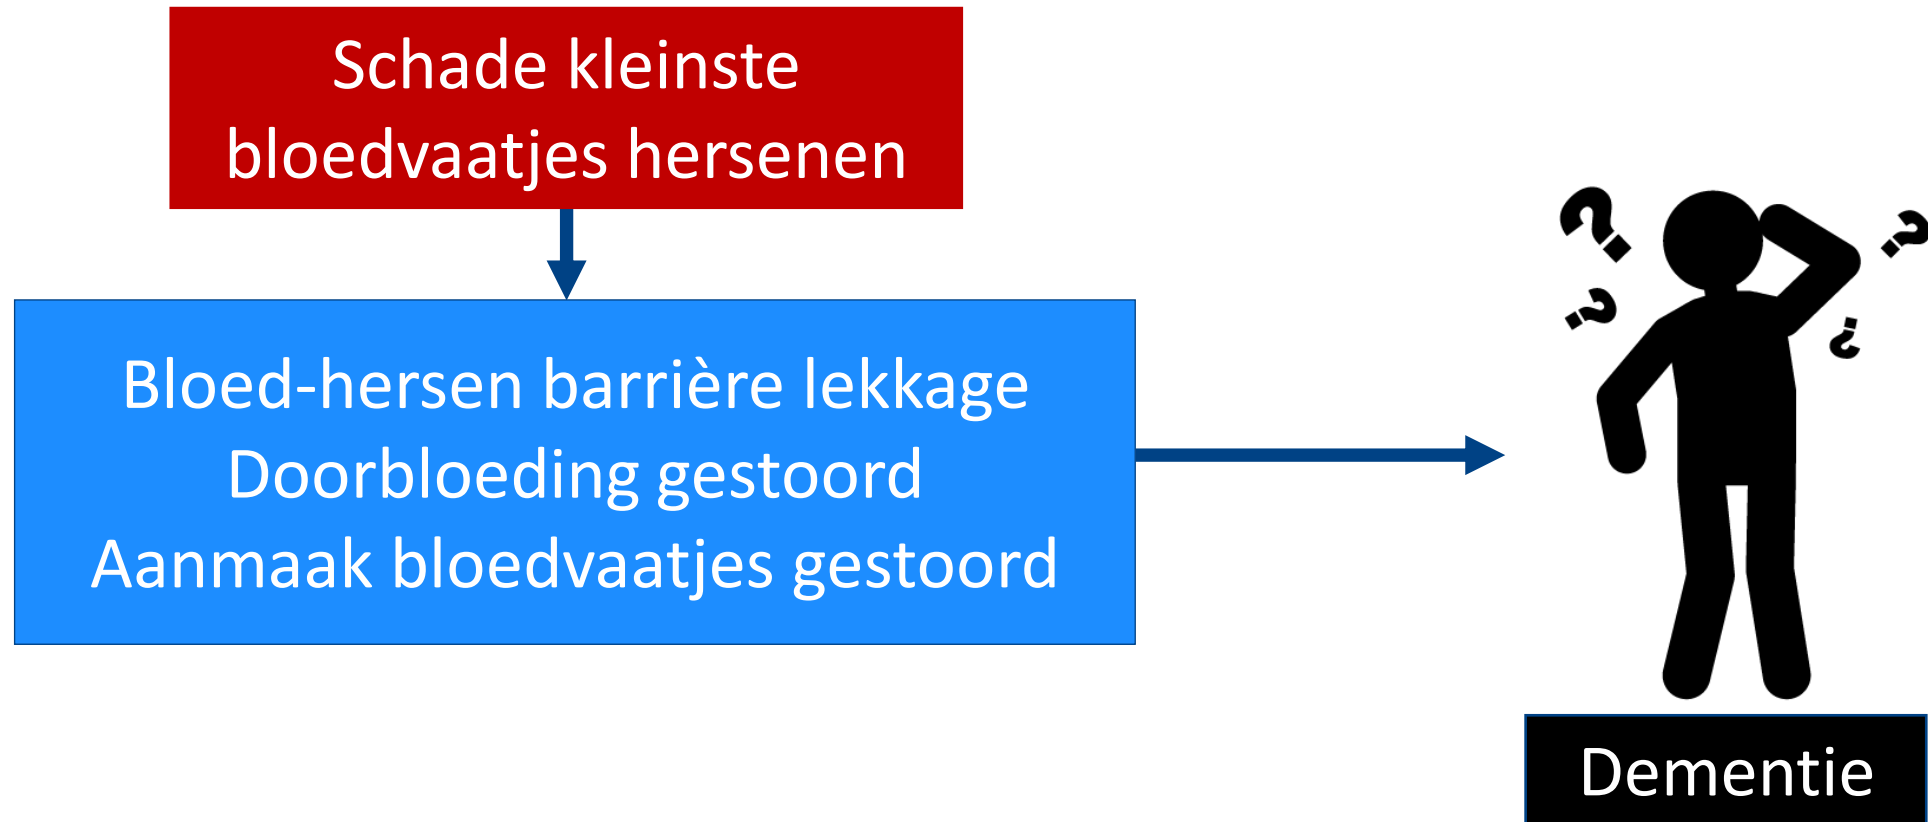 Schade kleinste
bloedvaatjes hersenen
? ? ? ?
Bloed-hersen barrière lekkage
Doorbloeding gestoord
Aanmaak bloedvaatjes gestoord
Dementie